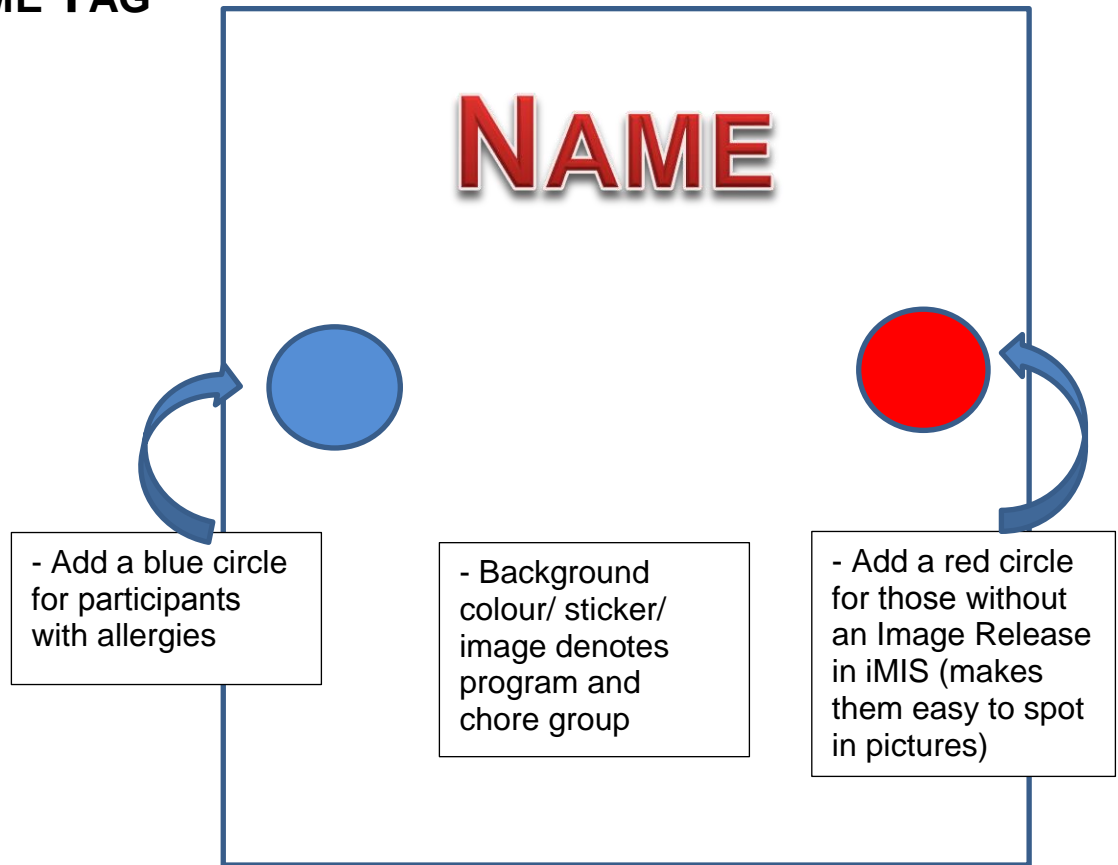 ME TAG
NAME
- Add a blue circle
for participants
with allergies
- Background
colour/ sticker/
image denotes
program and
chore group
- Add a red circle
for those without
an Image Release
in iMIS (makes
them easy to spot
in pictures)